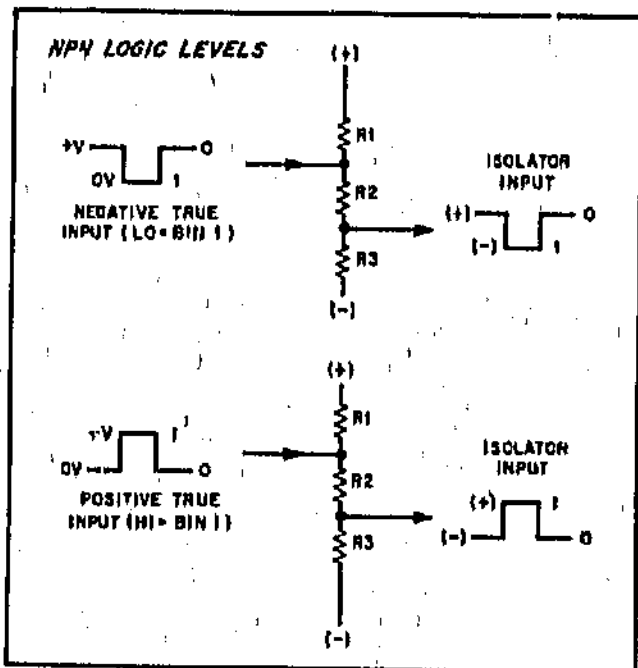 NPN LOGIC LEVELS
(+)
R1
+V
0
0V
1
R2
NEGATIVE TRUE
INPUT (LO=BIN 1)
R3
(-)
ISOLATOR
INPUT
(+)
0
(-)
1
(+)
R1
+V
1
0V
0
R2
POSITIVE TRUE
INPUT (HI=BIN 1)
R3
(-)
ISOLATOR
INPUT
(+)
1
(-)
0